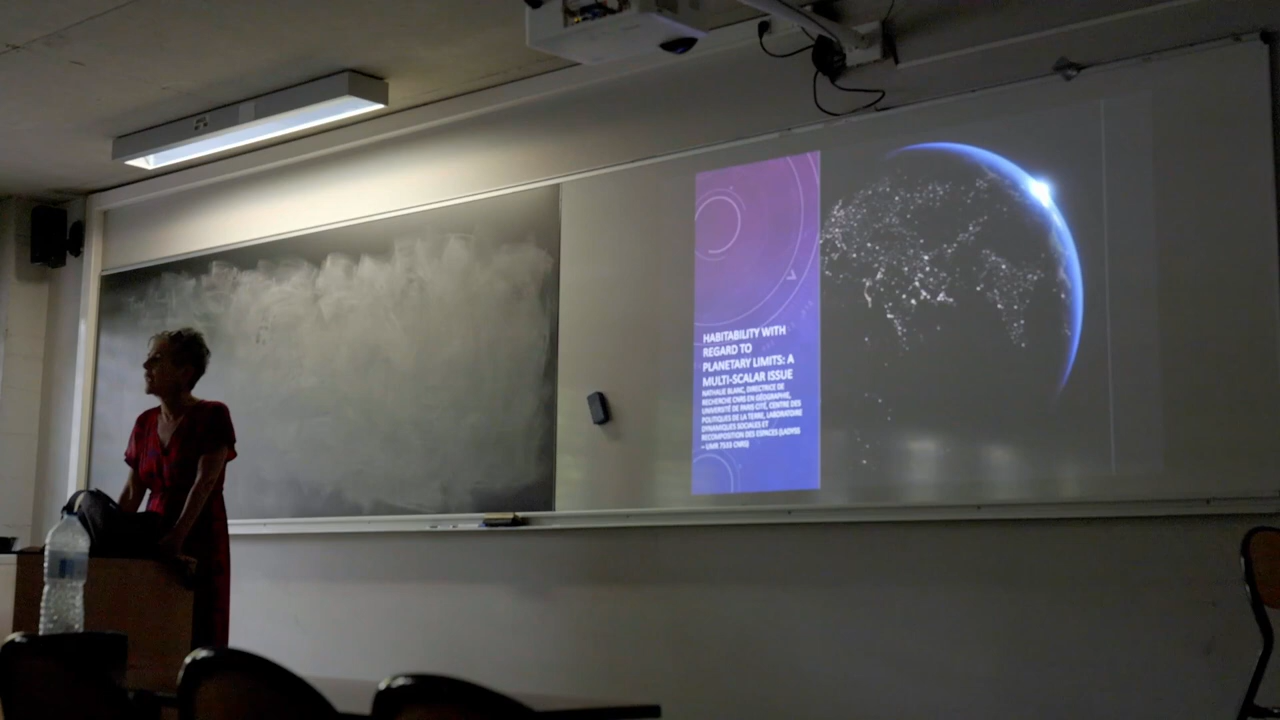 HABITABILITY WITH
REGARD TO
PLANETARY LIMITS: A
MULTI-SCALAR ISSUE
NATHALIE BLANC, DIRECTRICE DE
RECHERCHE CNRS EN GÉOGRAPHIE,
UNIVERSITÉ DE PARIS CITÉ, CENTRE DES
POLITIQUES DE LA TERRE, LABORATOIRE
DYNAMIQUES SOCIALES ET
RECOMPOSITION DES ESPACES (LADYSS
– UMR 7533 CNRS)